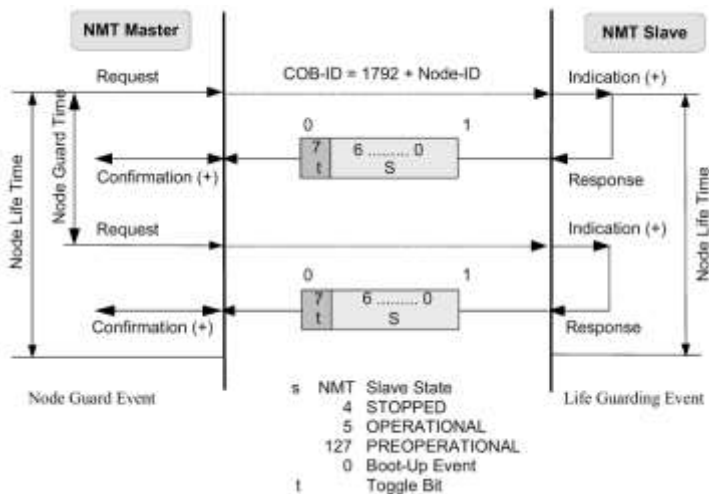 NMT Master
NMT Slave
Request
COB-ID = 1792 + Node-ID
Indication (+)
Node Life Time
Node Guard Time
0 1
7 6 ......... 0
t S
Confirmation (+)
Response
Node Life Time
Request
Indication (+)
0 1
7 6 ......... 0
t S
Confirmation (+)
Response
Node Guard Event
Life Guarding Event
s NMT Slave State
4 STOPPED
5 OPERATIONAL
127 PREOPERATIONAL
0 Boot-Up Event
t Toggle Bit